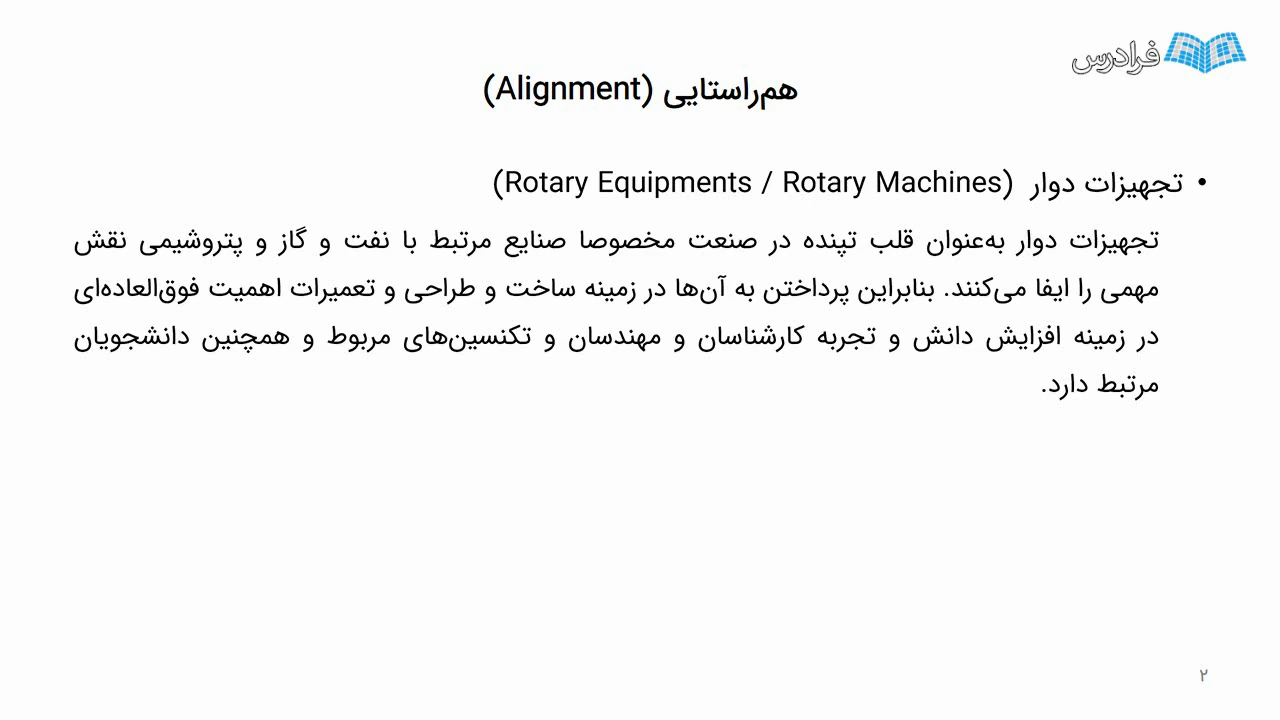 فرادرس
هم‌راستایی (Alignment)
• تجهیزات دوار (Rotary Equipments / Rotary Machines)
تجهیزات دوار به‌عنوان قلب تپنده در صنعت مخصوصا صنایع مرتبط با نفت و گاز و پتروشیمی نقش
مهمی را ایفا می‌کنند. بنابراین پرداختن به آن‌ها در زمینه ساخت و طراحی و تعمیرات اهمیت فوق‌العاده‌ای
در زمینه افزایش دانش و تجربه کارشناسان و مهندسان و تکنسین‌های مربوط و همچنین دانشجویان
مرتبط دارد.
۲